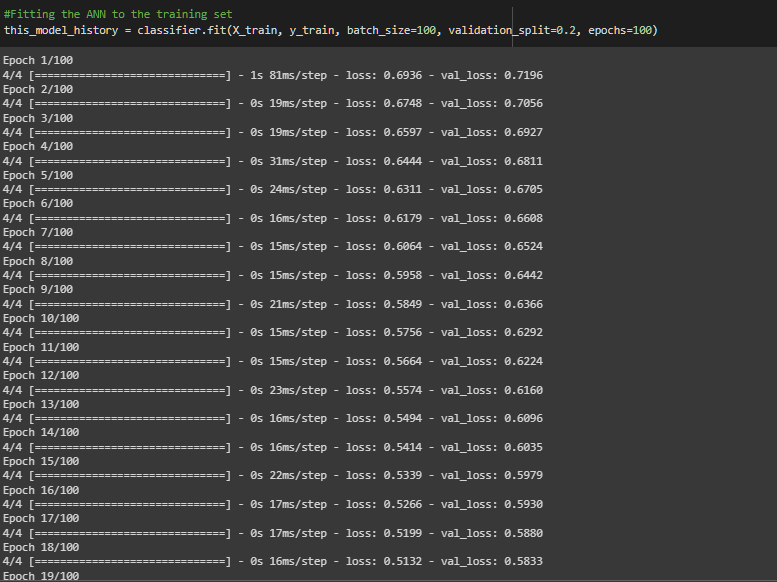 #Fitting the ANN to the training set
this_model_history = classifier.fit(X_train, y_train, batch_size=100, validation_split=0.2, epochs=100)
Epoch 1/100
4/4 [==============================] - 1s 81ms/step - loss: 0.6936 - val_loss: 0.7196
Epoch 2/100
4/4 [==============================] - 0s 19ms/step - loss: 0.6748 - val_loss: 0.7056
Epoch 3/100
4/4 [==============================] - 0s 19ms/step - loss: 0.6597 - val_loss: 0.6927
Epoch 4/100
4/4 [==============================] - 0s 31ms/step - loss: 0.6444 - val_loss: 0.6811
Epoch 5/100
4/4 [==============================] - 0s 24ms/step - loss: 0.6311 - val_loss: 0.6705
Epoch 6/100
4/4 [==============================] - 0s 16ms/step - loss: 0.6179 - val_loss: 0.6608
Epoch 7/100
4/4 [==============================] - 0s 15ms/step - loss: 0.6064 - val_loss: 0.6524
Epoch 8/100
4/4 [==============================] - 0s 15ms/step - loss: 0.5958 - val_loss: 0.6442
Epoch 9/100
4/4 [==============================] - 0s 21ms/step - loss: 0.5849 - val_loss: 0.6366
Epoch 10/100
4/4 [==============================] - 0s 15ms/step - loss: 0.5756 - val_loss: 0.6292
Epoch 11/100
4/4 [==============================] - 0s 15ms/step - loss: 0.5664 - val_loss: 0.6224
Epoch 12/100
4/4 [==============================] - 0s 23ms/step - loss: 0.5574 - val_loss: 0.6160
Epoch 13/100
4/4 [==============================] - 0s 16ms/step - loss: 0.5494 - val_loss: 0.6096
Epoch 14/100
4/4 [==============================] - 0s 16ms/step - loss: 0.5414 - val_loss: 0.6035
Epoch 15/100
4/4 [==============================] - 0s 22ms/step - loss: 0.5339 - val_loss: 0.5979
Epoch 16/100
4/4 [==============================] - 0s 17ms/step - loss: 0.5266 - val_loss: 0.5930
Epoch 17/100
4/4 [==============================] - 0s 17ms/step - loss: 0.5199 - val_loss: 0.5880
Epoch 18/100
4/4 [==============================] - 0s 16ms/step - loss: 0.5132 - val_loss: 0.5833
Epoch 19/100